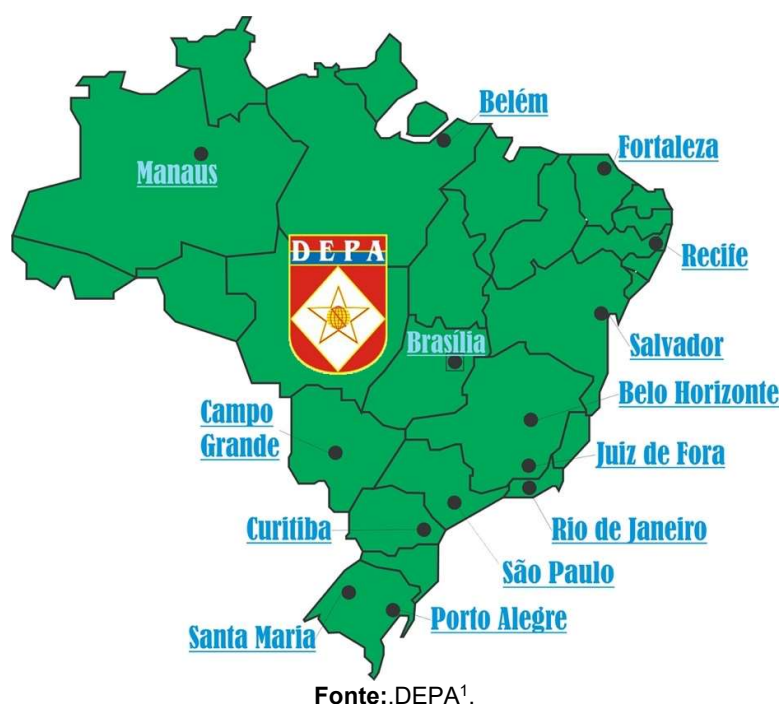 Belém
Fortaleza
Manaus
DEPA
Recife
Salvador
Brasília
Belo Horizonte
Campo
Grande
Juiz de Fora
Curitiba
Rio de Janeiro
São Paulo
Santa Maria
Porto Alegre
Fonte:.DEPA¹.